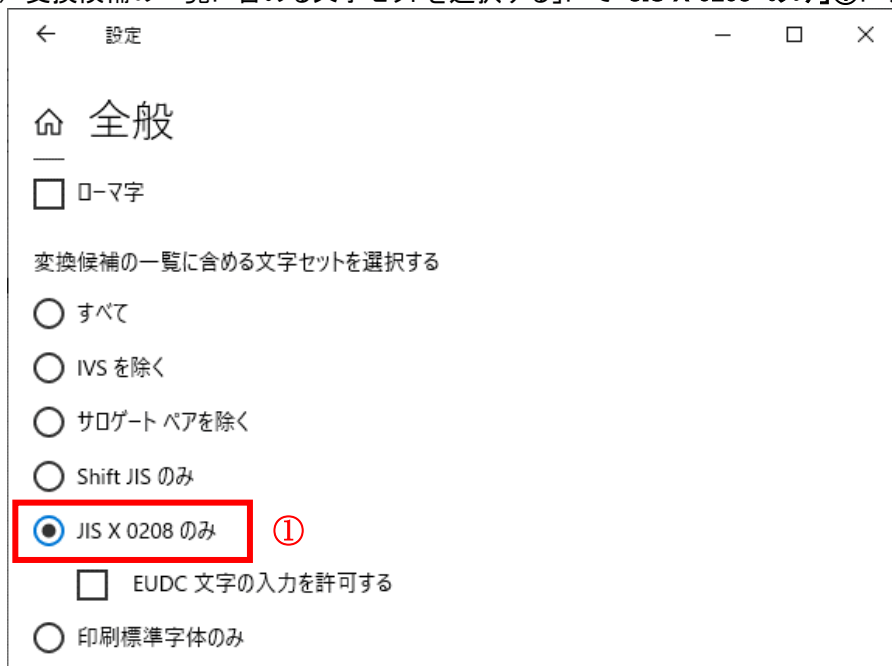 設定
全般
ローマ字
変換候補の一覧に含める文字セットを選択する
すべて
IVS を除く
サロゲート ペアを除く
Shift JIS のみ
JIS X 0208 のみ ①
EUDC 文字の入力を許可する
印刷標準字体のみ